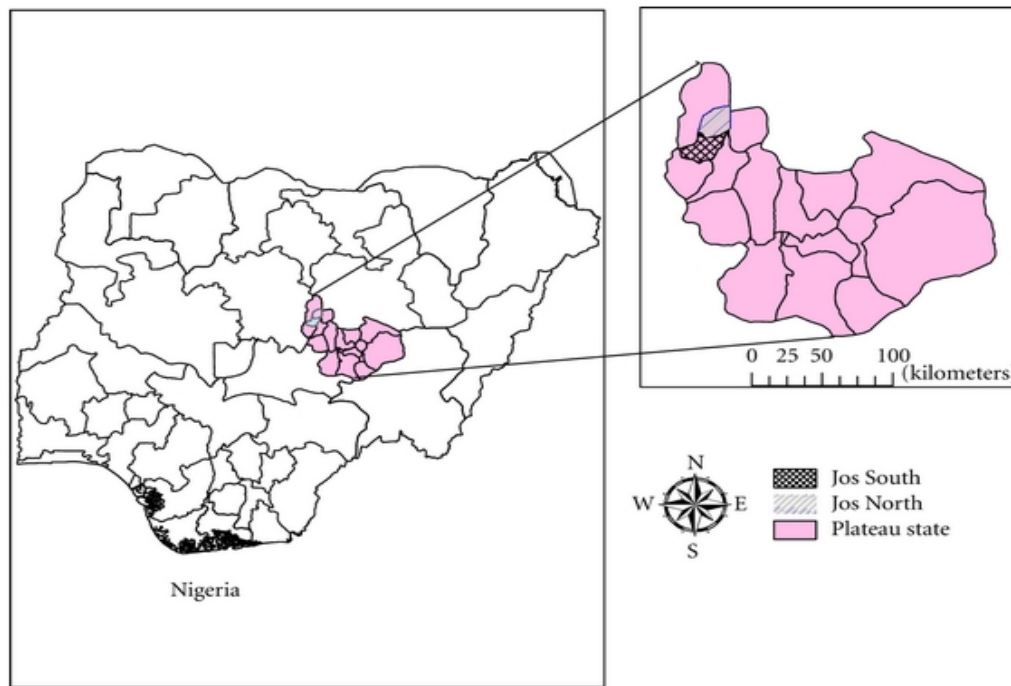 0 25 50 100
(kilometers)
N
W E
S
Jos South
Jos North
Plateau state
Nigeria